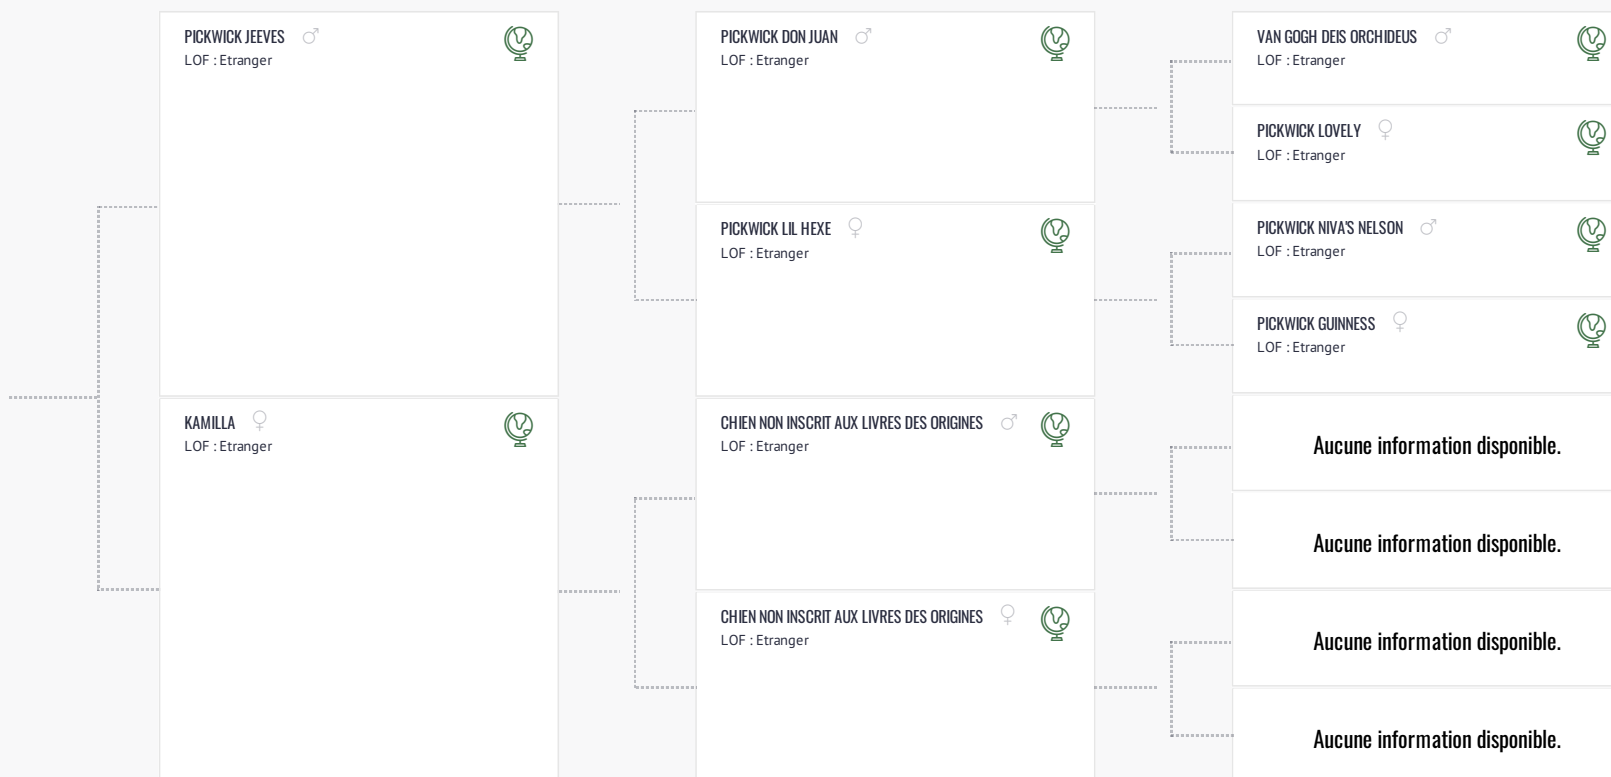 PICKWICK JEEVES
LOF : Etranger
KAMILLA
LOF : Etranger
PICKWICK DON JUAN
LOF : Etranger
PICKWICK LIL HEXE
LOF : Etranger
CHIEN NON INSCRIT AUX LIVRES DES ORIGINES
LOF : Etranger
CHIEN NON INSCRIT AUX LIVRES DES ORIGINES
LOF : Etranger
VAN GOGH DEIS ORCHIDEUS
LOF : Etranger
PICKWICK LOVELY
LOF : Etranger
PICKWICK NIVA'S NELSON
LOF : Etranger
PICKWICK GUINNESS
LOF : Etranger
Aucune information disponible.
Aucune information disponible.
Aucune information disponible.
Aucune information disponible.